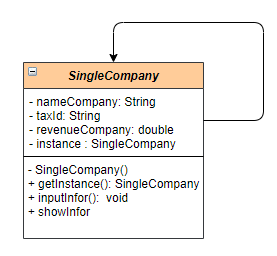 SingleCompany
- nameCompany: String
- taxId: String
- revenueCompany: double
- instance : SingleCompany
- SingleCompany()
+ getInstance(): SingleCompany
+ inputInfor(): void
+ showInfor